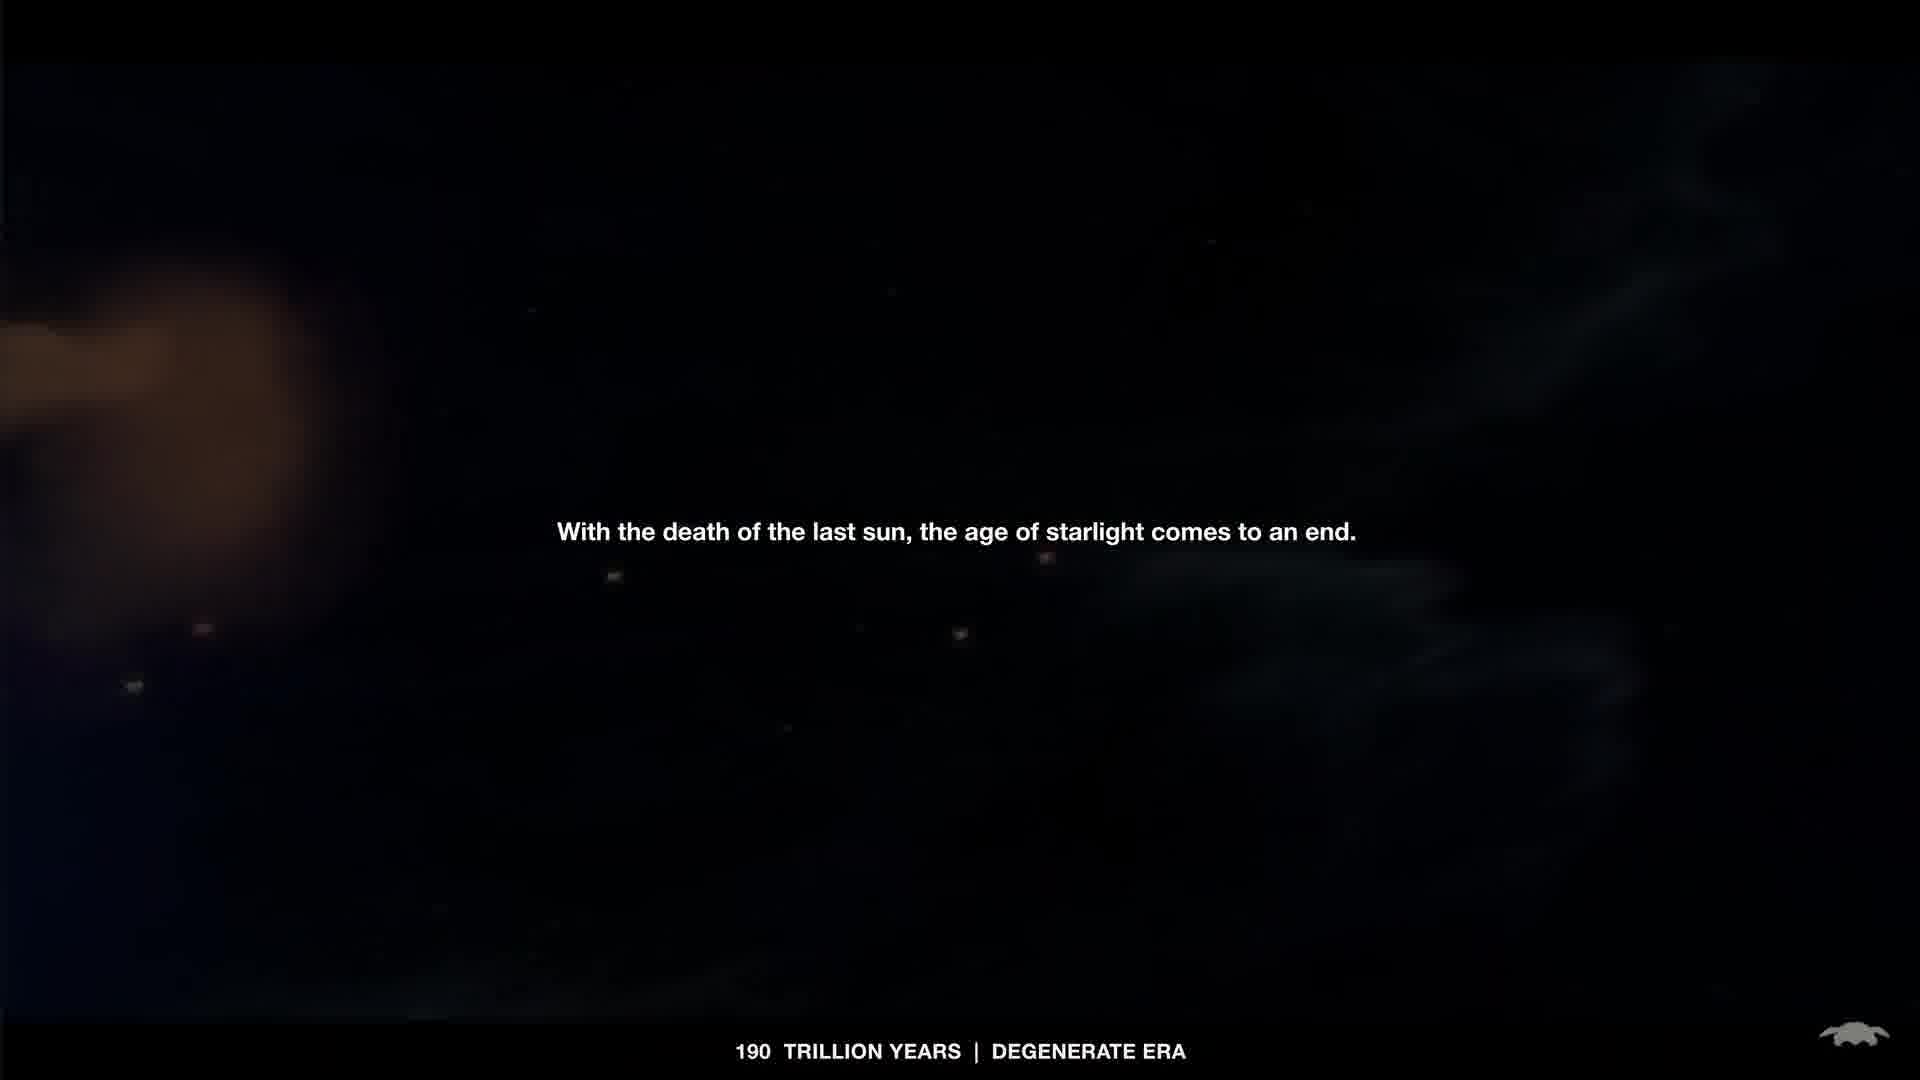 With the death of the last sun, the age of starlight comes to an end.
190 TRILLION YEARS | DEGENERATE ERA